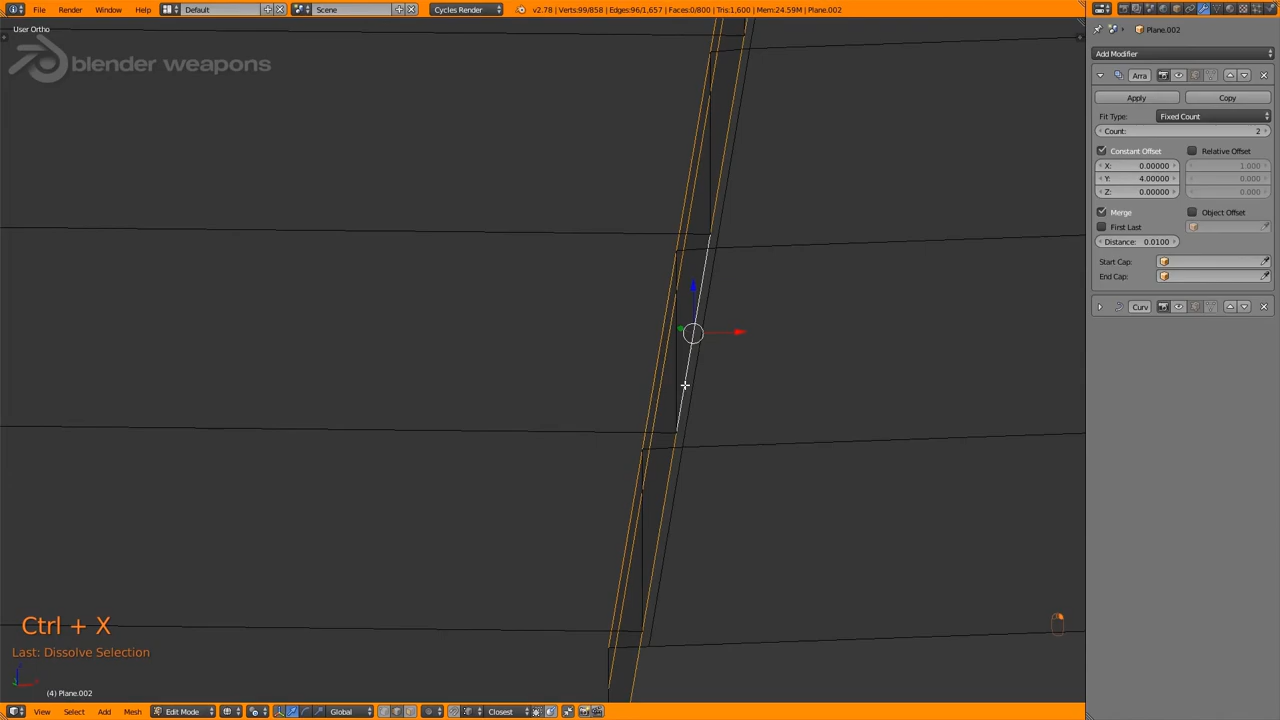 File Render Window Help Default Scene Cycles Render v2.78 | Verts:99/858 | Edges:96/1,657 | Faces:0/800 | Tris:1,600 | Mem:24.59M | Plane.002
User Ortho
blender weapons
Plane.002
Add Modifier
Arra
Apply Copy
Fit Type: Fixed Count
Count: 2
Constant Offset Relative Offset
X: 0.00000 1.000
Y: 4.00000 0.000
Z: 0.00000 0.000
Merge Object Offset
First Last
Distance: 0.0100
Start Cap:
End Cap:
Curv
Ctrl + X
Last: Dissolve Selection
(4) Plane.002
View Select Add Mesh Edit Mode Global Closest